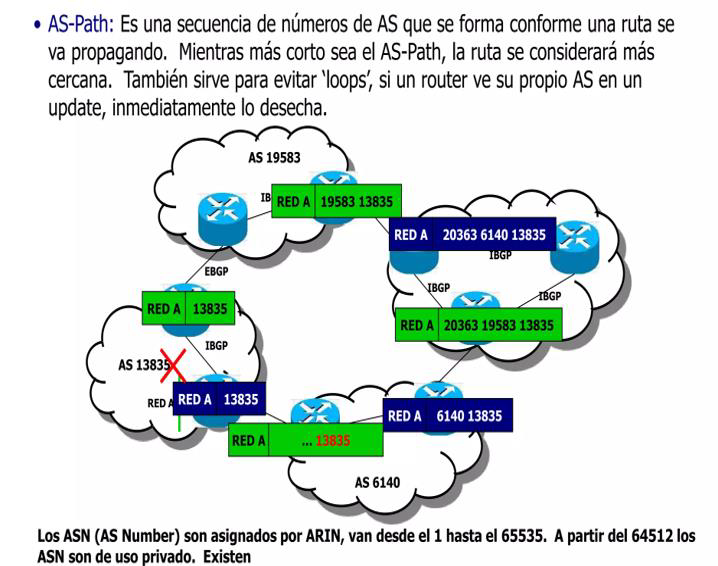 • AS-Path: Es una secuencia de números de AS que se forma conforme una ruta se
va propagando. Mientras más corto sea el AS-Path, la ruta se considerará más
cercana. También sirve para evitar ‘loops’, si un router ve su propio AS en un
update, inmediatamente lo desecha.
AS 19583
IB
RED A 19583 13835
RED A 20363 6140 13835
IBGP
EBGP
IBGP
IBGP
RED A 13835
RED A 20363 19583 13835
IBGP
AS 13835
RED A
RED A 13835
RED A 6140 13835
RED A ... 13835
AS 6140
Los ASN (AS Number) son asignados por ARIN, van desde el 1 hasta el 65535. A partir del 64512 los
ASN son de uso privado. Existen